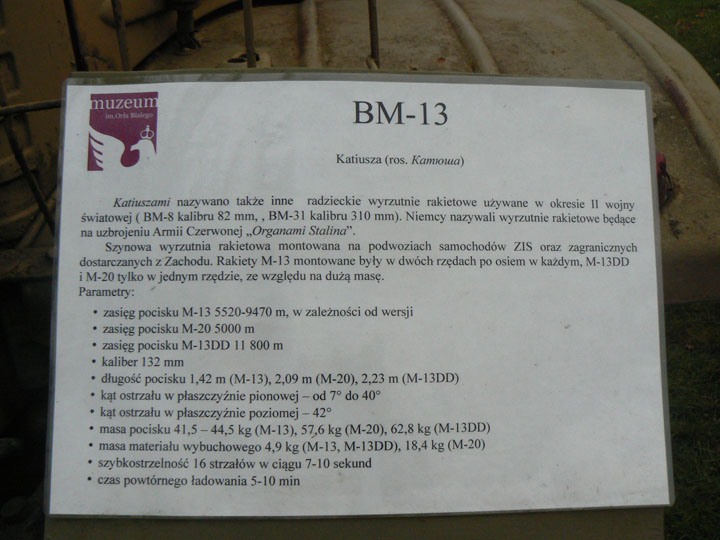 muzeum
im. Orła Białego
BM-13
Katiusza (ros. Катюша)
Katiuszami nazywano także inne radzieckie wyrzutnie rakietowe używane w okresie II wojny
światowej ( BM-8 kalibru 82 mm, , BM-31 kalibru 310 mm). Niemcy nazywali wyrzutnie rakietowe będące
na uzbrojeniu Armii Czerwonej „Organami Stalina”.
Szynowa wyrzutnia rakietowa montowana na podwoziach samochodów ZIS oraz zagranicznych
dostarczanych z Zachodu. Rakiety M-13 montowane były w dwóch rzędach po osiem w każdym, M-13DD
i M-20 tylko w jednym rzędzie, ze względu na dużą masę.
Parametry:
• zasięg pocisku M-13 5520-9470 m, w zależności od wersji
• zasięg pocisku M-20 5000 m
• zasięg pocisku M-13DD 11 800 m
• kaliber 132 mm
• długość pocisku 1,42 m (M-13), 2,09 m (M-20), 2,23 m (M-13DD)
• kąt ostrzału w płaszczyźnie pionowej – od 7° do 40°
• kąt ostrzału w płaszczyźnie poziomej – 42°
• masa pocisku 41,5 – 44,5 kg (M-13), 57,6 kg (M-20), 62,8 kg (M-13DD)
• masa materiału wybuchowego 4,9 kg (M-13, M-13DD), 18,4 kg (M-20)
• szybkostrzelność 16 strzałów w ciągu 7-10 sekund
• czas powtórnego ładowania 5-10 min